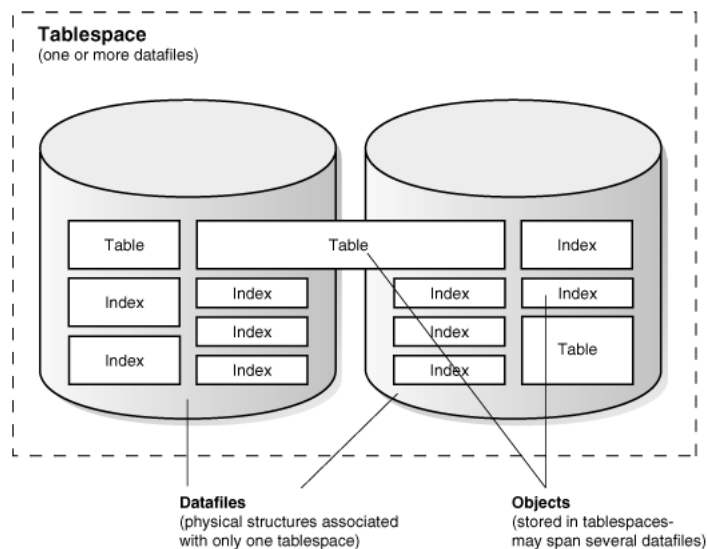 Tablespace
(one or more datafiles)
Table
Table
Index
Index
Index
Index
Index
Index
Index
Index
Table
Index
Index
Index
Datafiles
(physical structures associated
with only one tablespace)
Objects
(stored in tablespaces-
may span several datafiles)